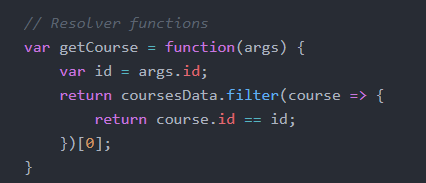 // Resolver functions
var getCourse = function(args) {
    var id = args.id;
    return coursesData.filter(course => {
        return course.id == id;
    })[0];
}